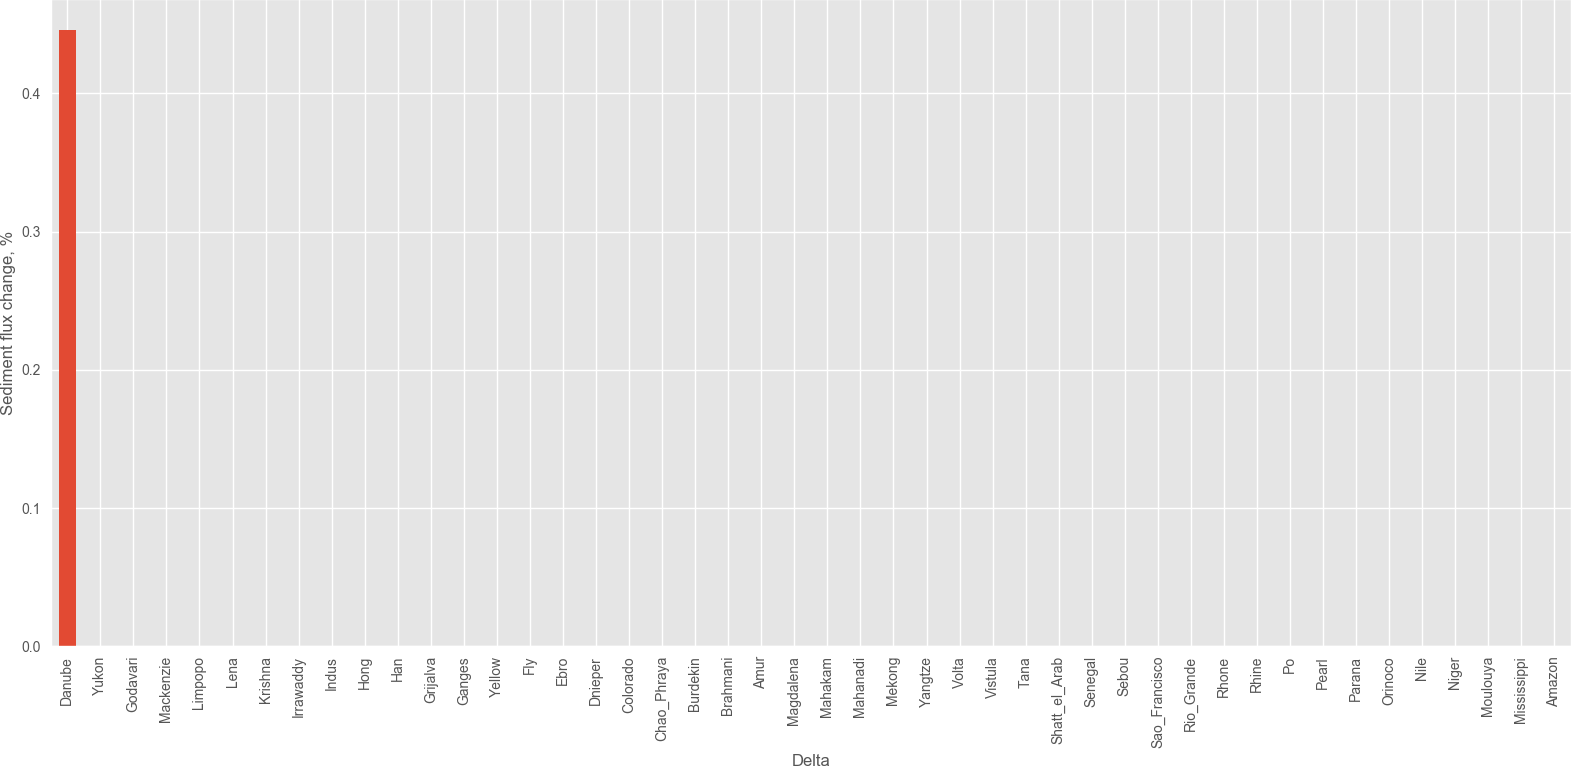 Sediment flux change, %
0.4
0.3
0.2
0.1
0.0
Danube
Yukon
Godavari
Mackenzie
Limpopo
Lena
Krishna
Irrawaddy
Indus
Hong
Han
Grijalva
Ganges
Yellow
Fly
Ebro
Dnieper
Colorado
Chao_Phraya
Burdekin
Brahmani
Amur
Magdalena
Mahakam
Mahanadi
Mekong
Yangtze
Volta
Vistula
Tana
Shatt_el_Arab
Senegal
Sebou
Sao_Francisco
Rio_Grande
Rhone
Rhine
Po
Pearl
Parana
Orinoco
Nile
Niger
Moulouya
Mississippi
Amazon
Delta